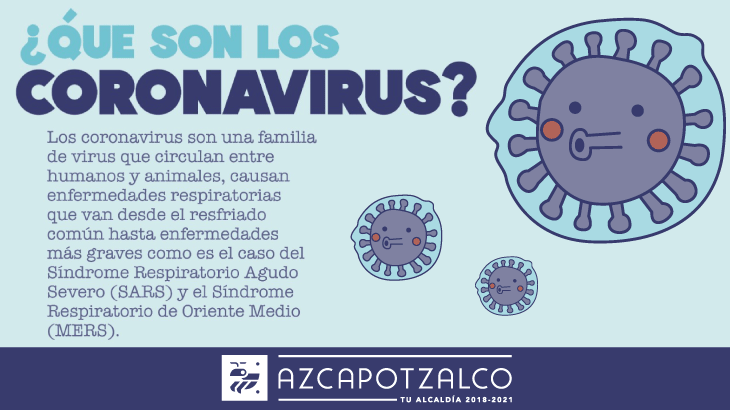 ¿QUE SON LOS
CORONAVIRUS?
Los coronavirus son una familia
de virus que circulan entre
humanos y animales, causan
enfermedades respiratorias
que van desde el resfriado
común hasta enfermedades
más graves como es el caso del
Síndrome Respiratorio Agudo
Severo (SARS) y el Síndrome
Respiratorio de Oriente Medio
(MERS).
AZCAPOTZALCO
TU ALCALDÍA 2018-2021